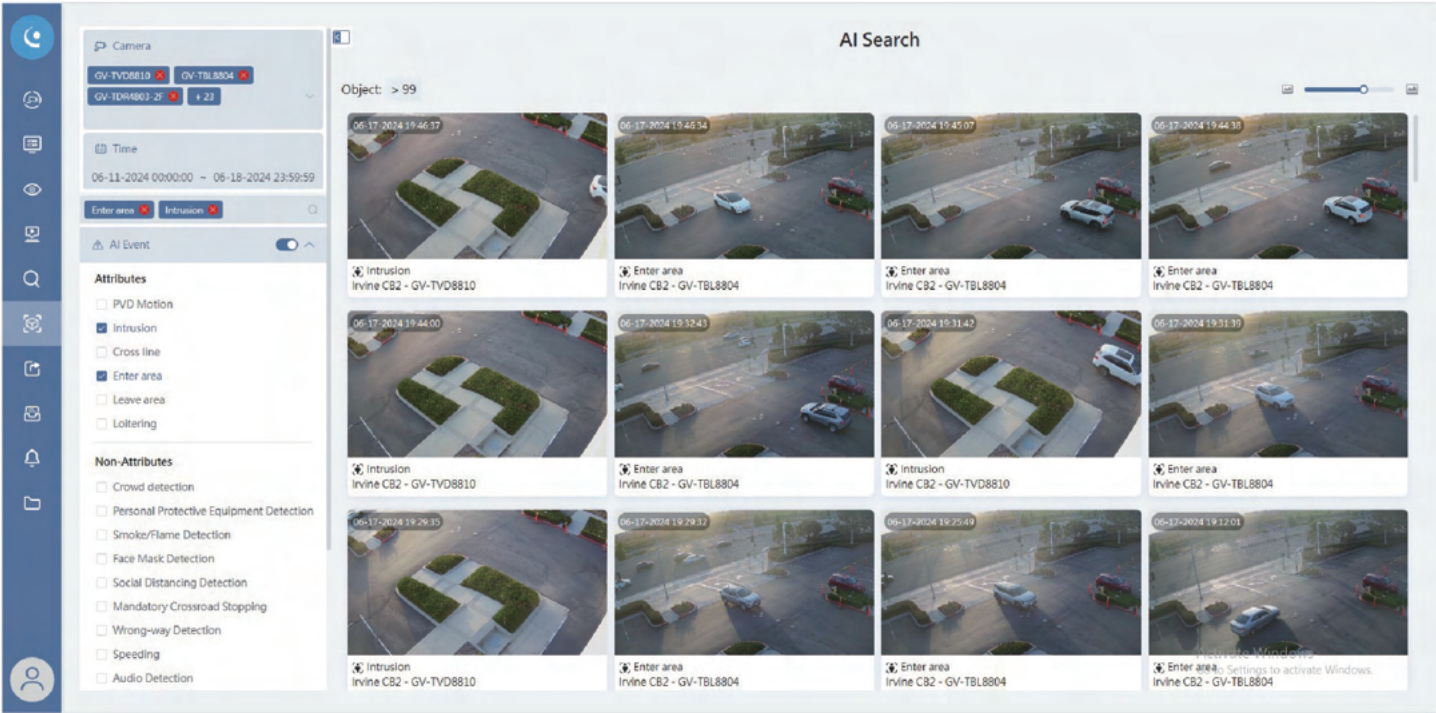 AI Search
Camera
GV-TVD8810
GV-TBL8804
GV-TDR4803-2F
+ 23
Time
06-11-2024 00:00:00 ~ 06-18-2024 23:59:59
Enter area
Intrusion
AI Event
Attributes
PVD Motion
Intrusion
Cross line
Enter area
Leave area
Loitering
Non-Attributes
Crowd detection
Personal Protective Equipment Detection
Smoke/Flame Detection
Face Mask Detection
Social Distancing Detection
Mandatory Crossroad Stopping
Wrong-way Detection
Speeding
Audio Detection
Object: > 99
06-17-2024 19:46:37
Intrusion
Irvine CB2 - GV-TVD8810
06-17-2024 19:46:34
Enter area
Irvine CB2 - GV-TBL8804
06-17-2024 19:45:07
Enter area
Irvine CB2 - GV-TBL8804
06-17-2024 19:44:38
Enter area
Irvine CB2 - GV-TBL8804
06-17-2024 19:44:00
Intrusion
Irvine CB2 - GV-TVD8810
06-17-2024 19:32:43
Enter area
Irvine CB2 - GV-TBL8804
06-17-2024 19:31:42
Intrusion
Irvine CB2 - GV-TVD8810
06-17-2024 19:31:39
Enter area
Irvine CB2 - GV-TBL8804
06-17-2024 19:29:35
Intrusion
Irvine CB2 - GV-TVD8810
06-17-2024 19:29:32
Enter area
Irvine CB2 - GV-TBL8804
06-17-2024 19:25:49
Enter area
Irvine CB2 - GV-TBL8804
06-17-2024 19:12:01
Enter area
Irvine CB2 - GV-TBL8804
Activate Windows
to Settings to activate Windows.